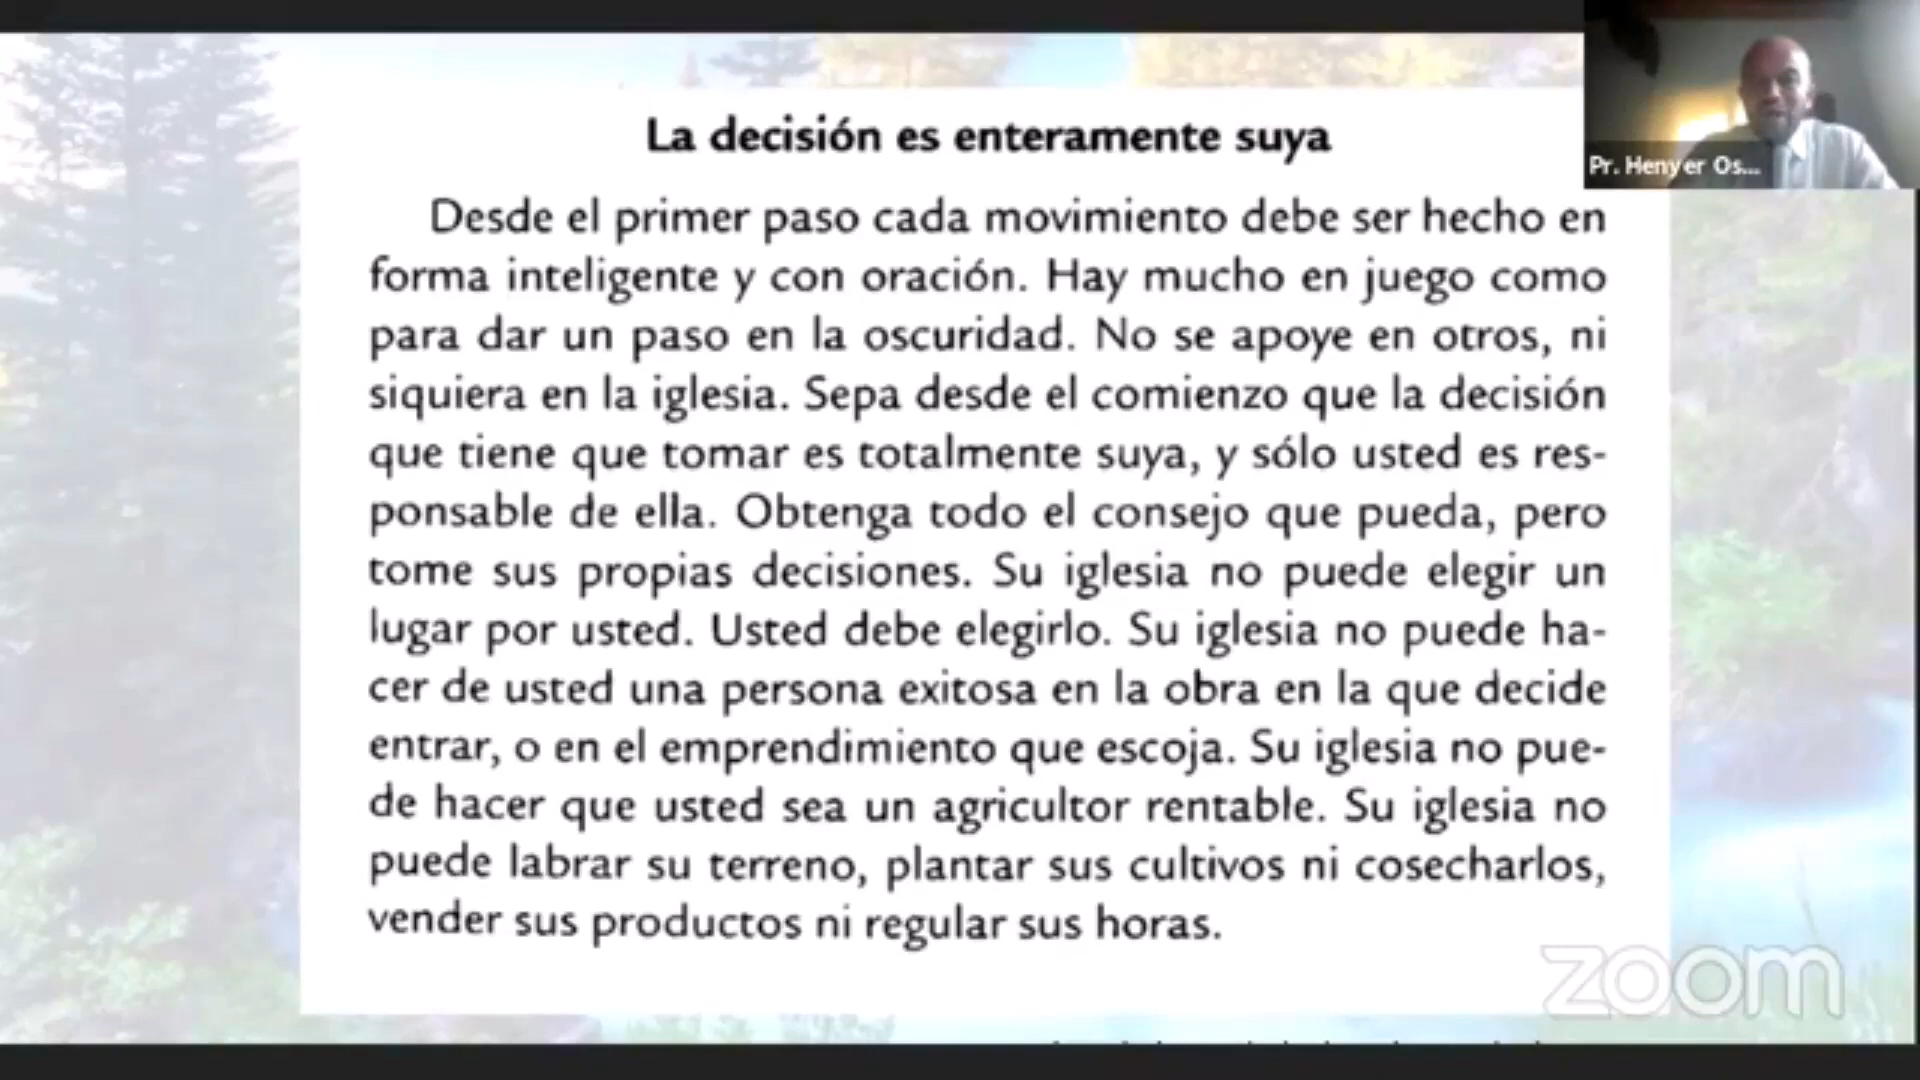 La decisión es enteramente suya
Pr. Henyer Os...
Desde el primer paso cada movimiento debe ser hecho en
forma inteligente y con oración. Hay mucho en juego como
para dar un paso en la oscuridad. No se apoye en otros, ni
siquiera en la iglesia. Sepa desde el comienzo que la decisión
que tiene que tomar es totalmente suya, y sólo usted es res-
ponsable de ella. Obtenga todo el consejo que pueda, pero
tome sus propias decisiones. Su iglesia no puede elegir un
lugar por usted. Usted debe elegirlo. Su iglesia no puede ha-
cer de usted una persona exitosa en la obra en la que decide
entrar, o en el emprendimiento que escoja. Su iglesia no pue-
de hacer que usted sea un agricultor rentable. Su iglesia no
puede labrar su terreno, plantar sus cultivos ni cosecharlos,
vender sus productos ni regular sus horas.
zoom